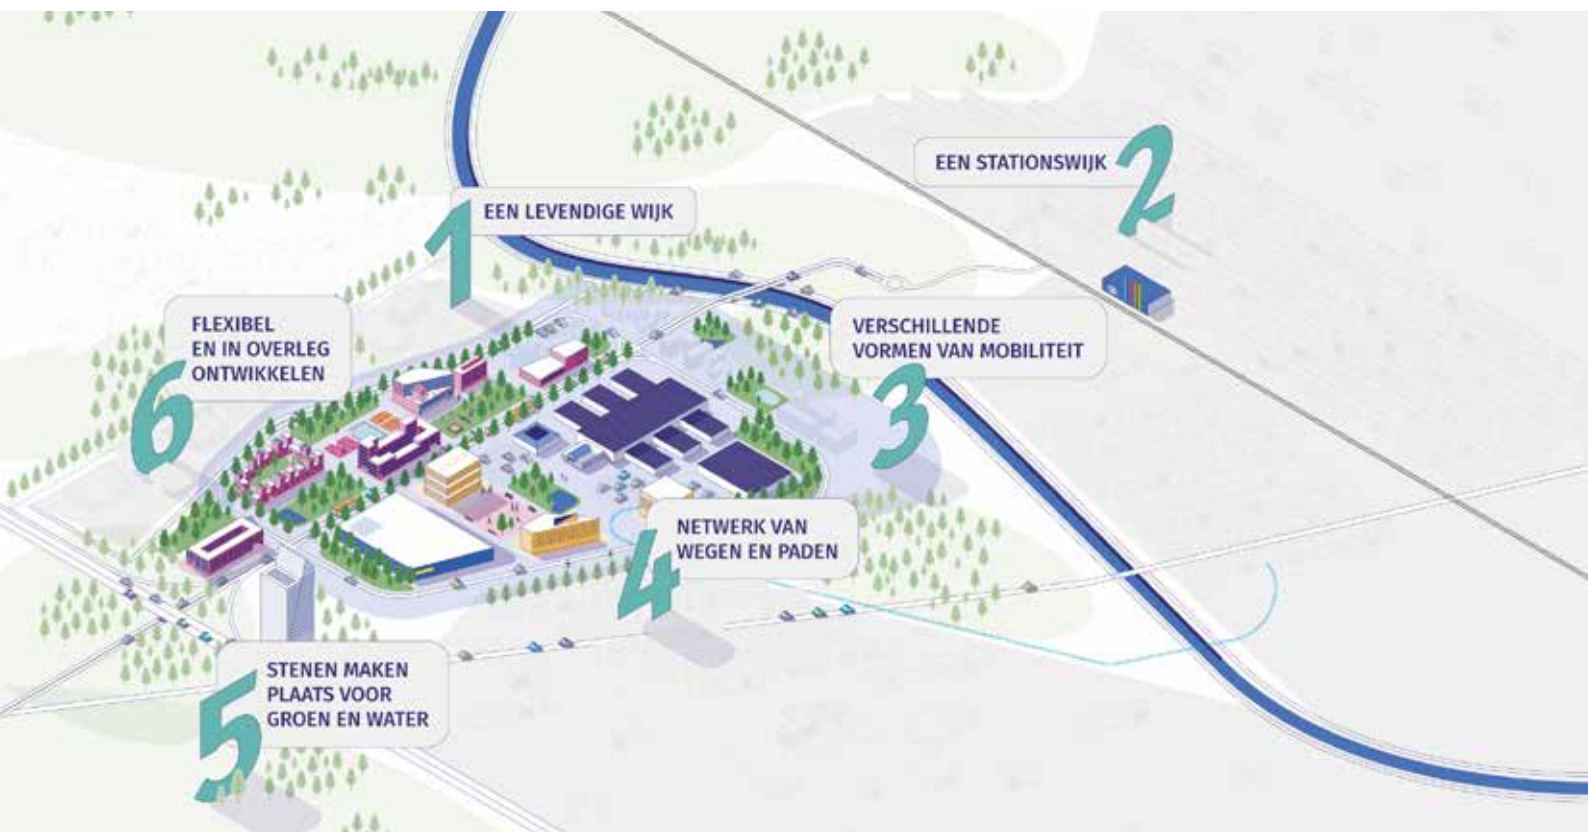 1
EEN LEVENDIGE WIJK
2
EEN STATIONSWIJK
3
VERSCHILLENDE
VORMEN VAN MOBILITEIT
4
NETWERK VAN
WEGEN EN PADEN
5
STENEN MAKEN
PLAATS VOOR
GROEN EN WATER
6
FLEXIBEL
EN IN OVERLEG
ONTWIKKELEN